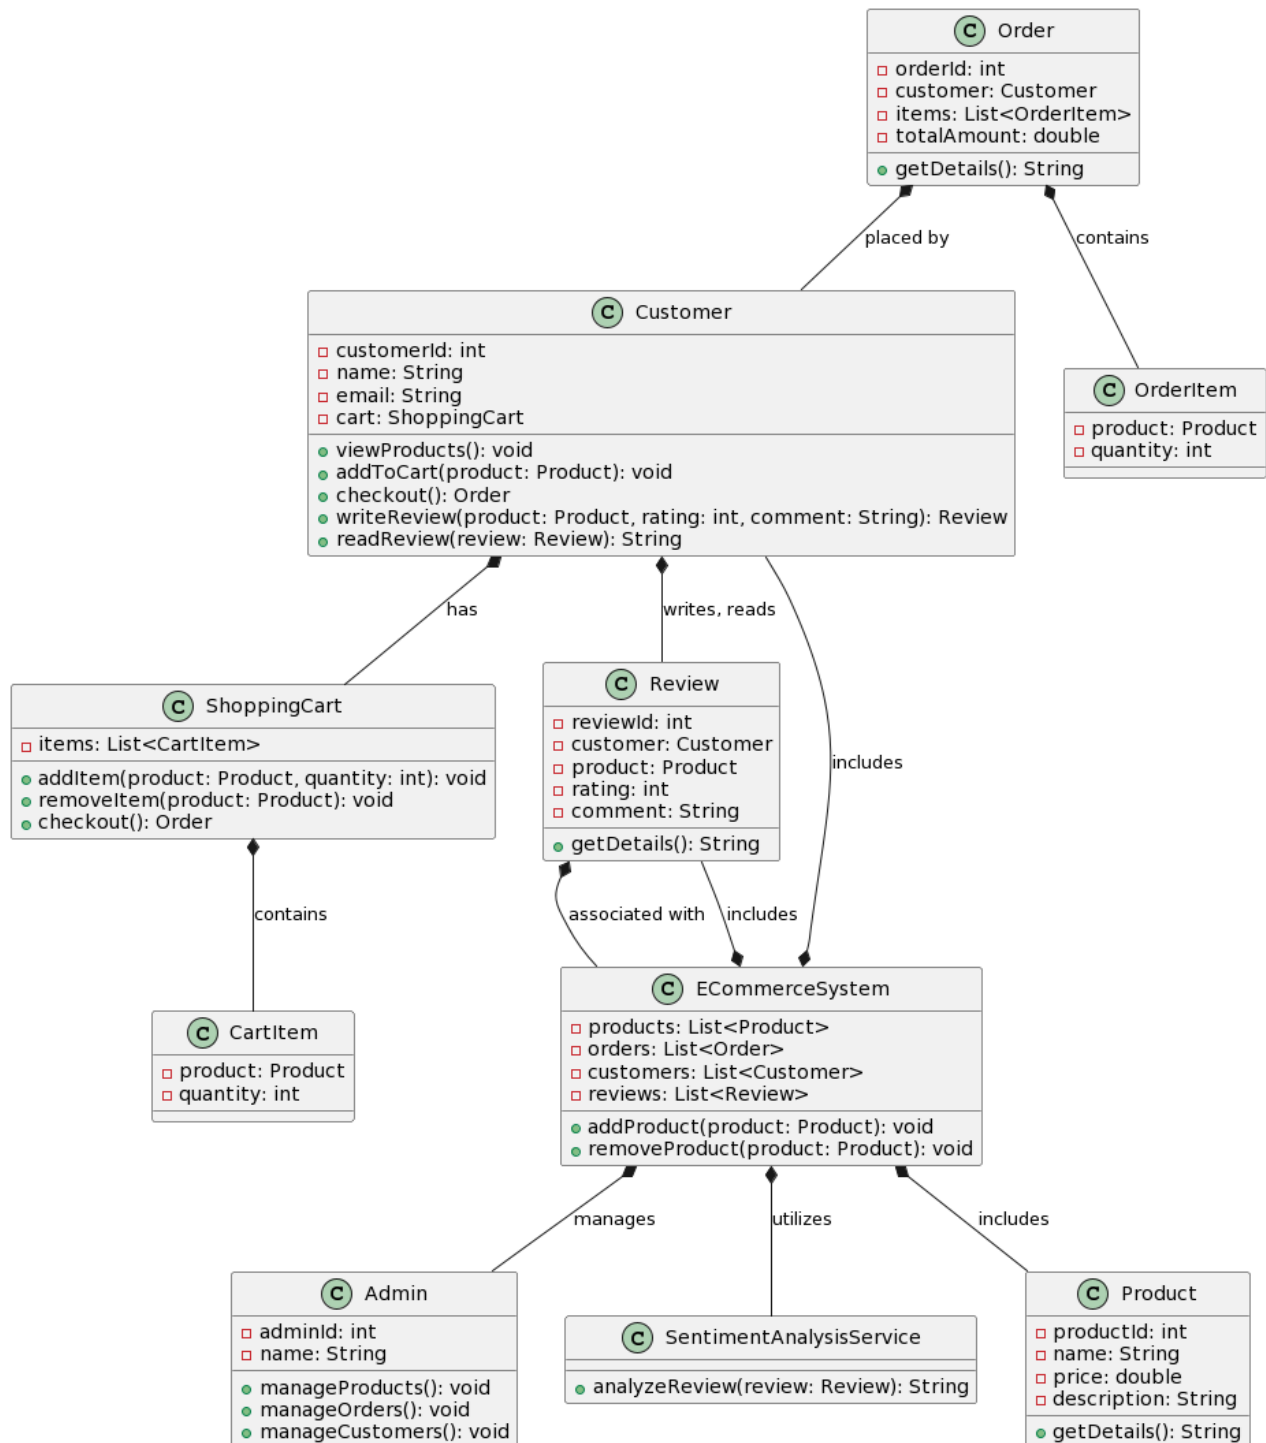 C Order
orderId: int
customer: Customer
items: List<OrderItem>
totalAmount: double
getDetails(): String
placed by
contains
C Customer
customerId: int
name: String
email: String
cart: ShoppingCart
viewProducts(): void
addToCart(product: Product): void
checkout(): Order
writeReview(product: Product, rating: int, comment: String): Review
readReview(review: Review): String
C OrderItem
product: Product
quantity: int
has
writes, reads
includes
C ShoppingCart
items: List<CartItem>
addItem(product: Product, quantity: int): void
removeItem(product: Product): void
checkout(): Order
C Review
reviewId: int
customer: Customer
product: Product
rating: int
comment: String
getDetails(): String
contains
associated with
includes
C CartItem
product: Product
quantity: int
C ECommerceSystem
products: List<Product>
orders: List<Order>
customers: List<Customer>
reviews: List<Review>
addProduct(product: Product): void
removeProduct(product: Product): void
manages
utilizes
includes
C Admin
adminId: int
name: String
manageProducts(): void
manageOrders(): void
manageCustomers(): void
C SentimentAnalysisService
analyzeReview(review: Review): String
C Product
productId: int
name: String
price: double
description: String
getDetails(): String